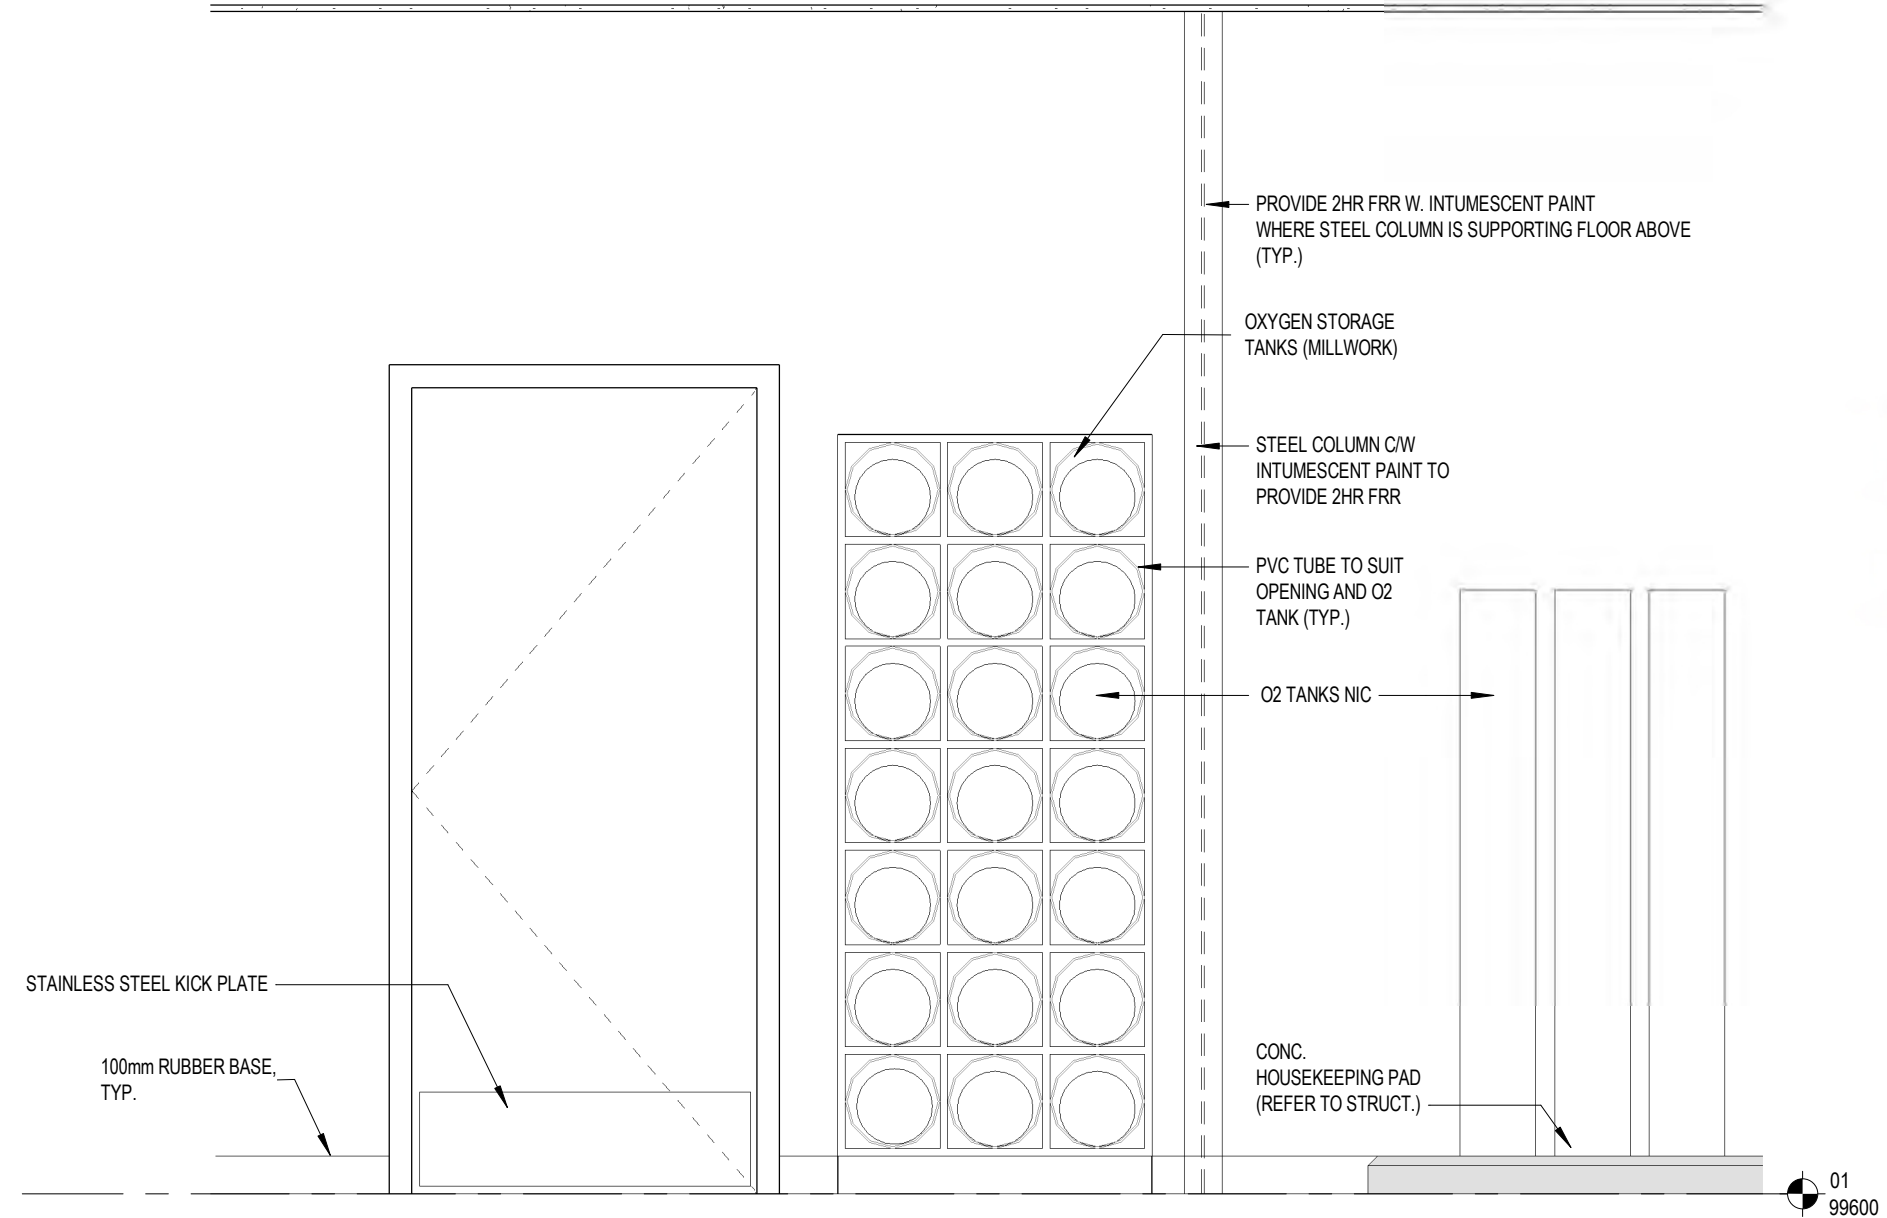 PROVIDE 2HR FRR W. INTUMESCENT PAINT
WHERE STEEL COLUMN IS SUPPORTING FLOOR ABOVE
(TYP.)
OXYGEN STORAGE
TANKS (MILLWORK)
STEEL COLUMN C/W
INTUMESCENT PAINT TO
PROVIDE 2HR FRR
PVC TUBE TO SUIT
OPENING AND O2
TANK (TYP.)
O2 TANKS NIC
STAINLESS STEEL KICK PLATE
100mm RUBBER BASE,
TYP.
CONC.
HOUSEKEEPING PAD
(REFER TO STRUCT.)
01
99600